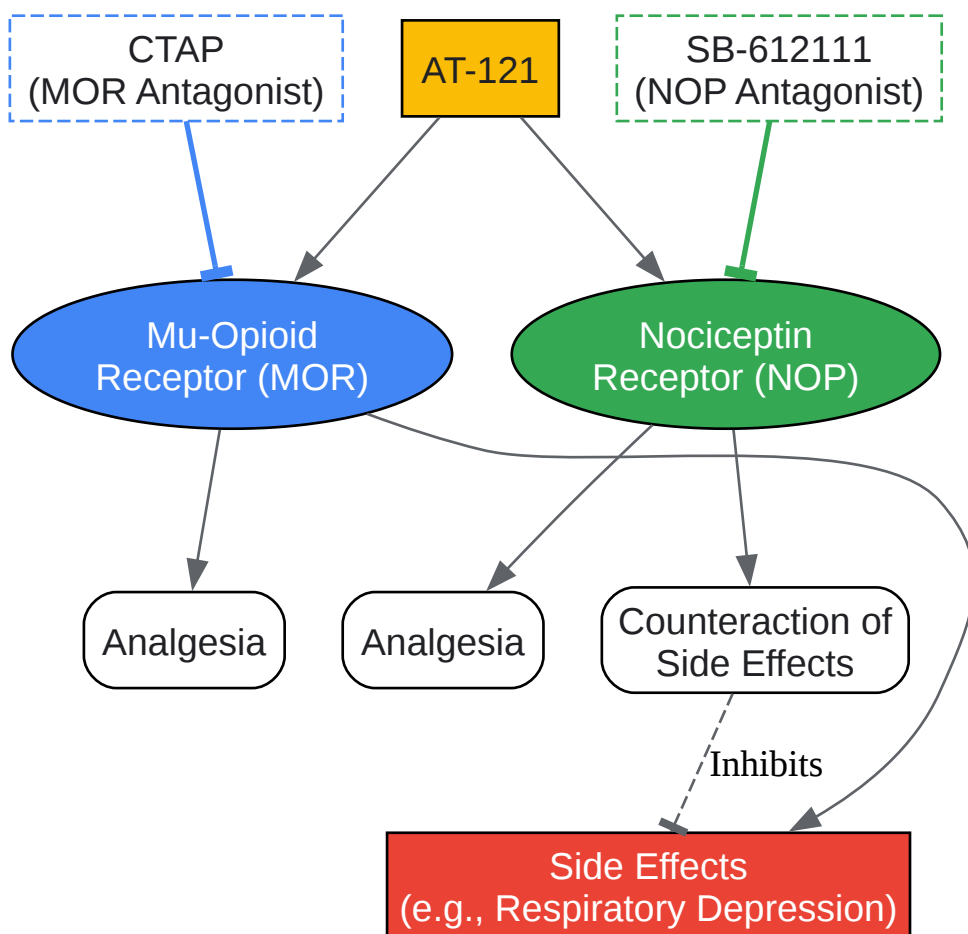 CTAP
(MOR Antagonist)
AT-121
SB-612111
(NOP Antagonist)
Mu-Opioid
Receptor (MOR)
Nociceptin
Receptor (NOP)
Analgesia
Analgesia
Counteraction of
Side Effects
Inhibits
Side Effects
(e.g., Respiratory Depression)